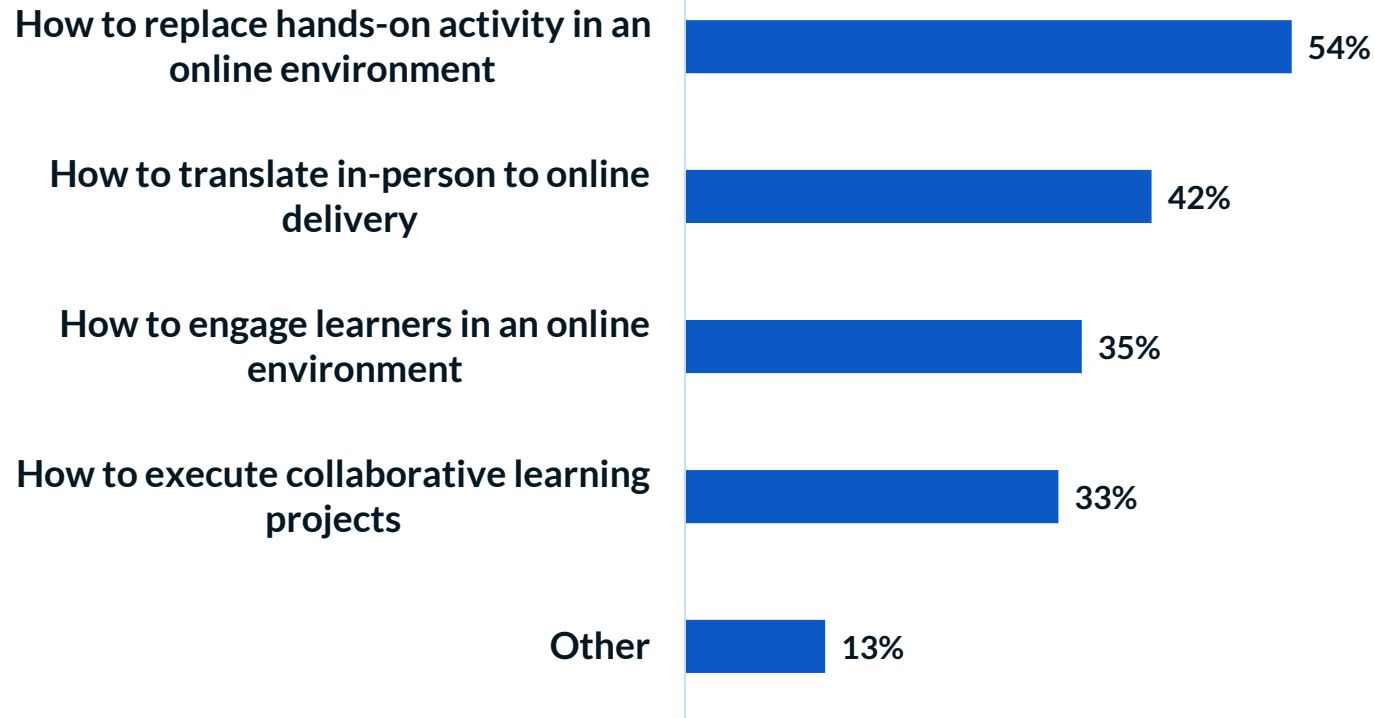 How to replace hands-on activity in an
online environment
54%
How to translate in-person to online
delivery
42%
How to engage learners in an online
environment
35%
How to execute collaborative learning
projects
33%
Other
13%